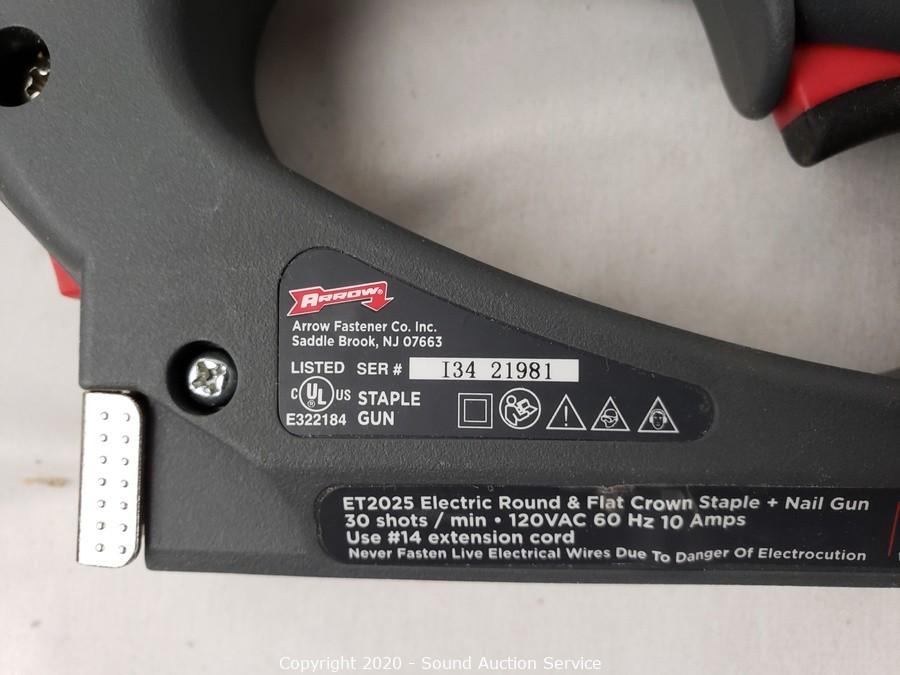 ARROW®
Arrow Fastener Co. Inc.
Saddle Brook, NJ 07663
LISTED SER # I34 21981
C UL® US STAPLE
E322184 GUN
ET2025 Electric Round & Flat Crown Staple + Nail Gun
30 shots / min • 120VAC 60 Hz 10 Amps
Use #14 extension cord
Never Fasten Live Electrical Wires Due To Danger Of Electrocution
Copyright 2020 - Sound Auction Service